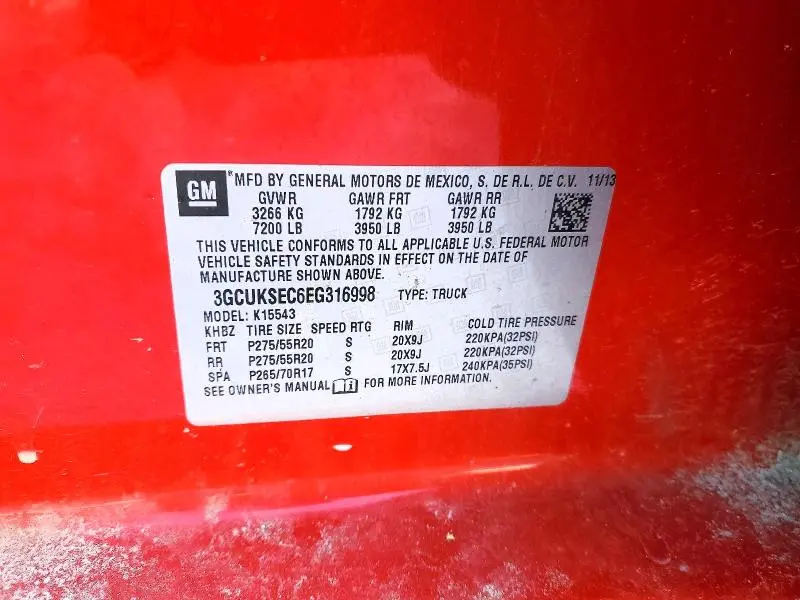 GM ® MFD BY GENERAL MOTORS DE MEXICO, S. DE R.L. DE C.V. 11/13
GVWR GAWR FRT GAWR RR
3266 KG 1792 KG 1792 KG
7200 LB 3950 LB 3950 LB
THIS VEHICLE CONFORMS TO ALL APPLICABLE U.S. FEDERAL MOTOR
VEHICLE SAFETY STANDARDS IN EFFECT ON THE DATE OF
MANUFACTURE SHOWN ABOVE.
3GCUKSEC6EG316998 TYPE: TRUCK
MODEL: K15543
KHBZ TIRE SIZE SPEED RTG RIM COLD TIRE PRESSURE
FRT P275/55R20 S 20X9J 220KPA(32PSI)
RR P275/55R20 S 20X9J 220KPA(32PSI)
SPA P265/70R17 S 17X7.5J 240KPA(35PSI)
SEE OWNER'S MANUAL FOR MORE INFORMATION.